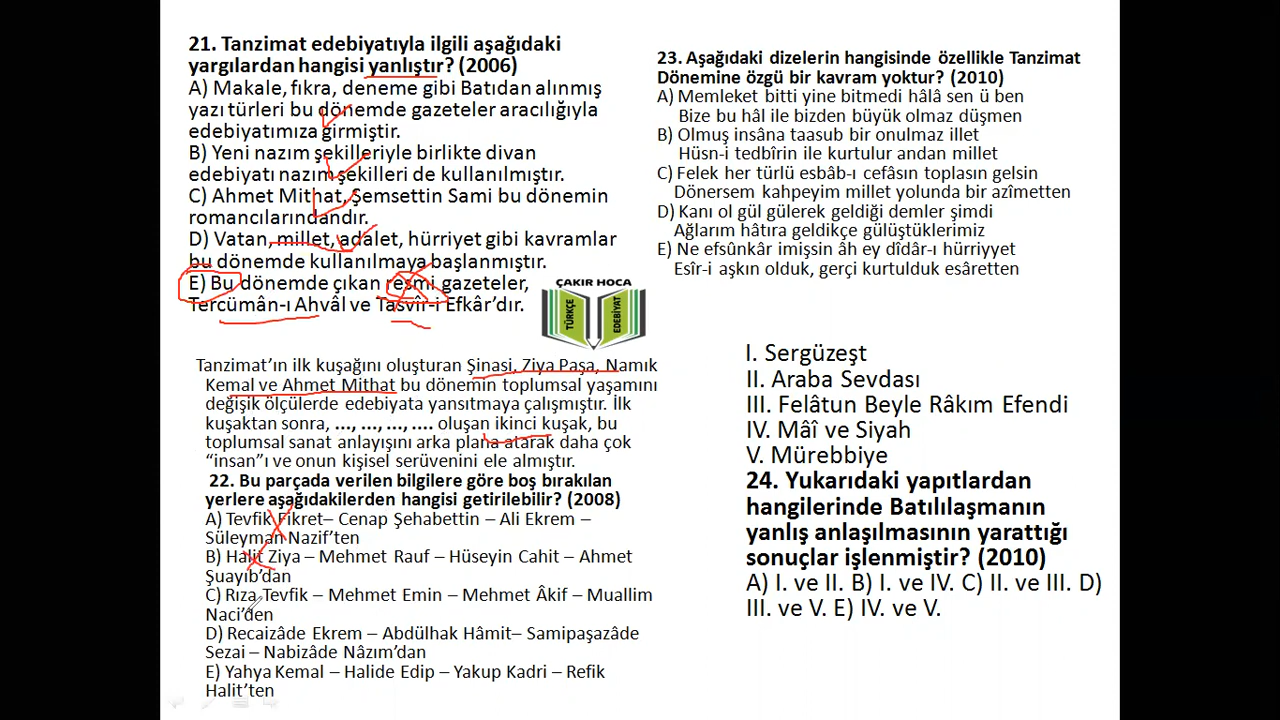 21. Tanzimat edebiyatıyla ilgili aşağıdaki
yargılardan hangisi yanlıştır? (2006)
A) Makale, fıkra, deneme gibi Batıdan alınmış
yazı türleri bu dönemde gazeteler aracılığıyla
edebiyatımıza girmiştir.
B) Yeni nazım şekilleriyle birlikte divan
edebiyatı nazım şekilleri de kullanılmıştır.
C) Ahmet Mithat, Şemsettin Sami bu dönemin
romancılarındandır.
D) Vatan, millet, adalet, hürriyet gibi kavramlar
bu dönemde kullanılmaya başlanmıştır.
E) Bu dönemde çıkan resmi gazeteler,
Tercümân-ı Ahvâl ve Tasvîr-i Efkâr’dır.
ÇAKIR HOCA
TÜRKÇE
EDEBİYAT
Tanzimat’ın ilk kuşağını oluşturan Şinasi, Ziya Paşa, Namık
Kemal ve Ahmet Mithat bu dönemin toplumsal yaşamını
değişik ölçülerde edebiyata yansıtmaya çalışmıştır. İlk
kuşaktan sonra, ..., ..., ..., .... oluşan ikinci kuşak, bu
toplumsal sanat anlayışını arka plana atarak daha çok
“insan”ı ve onun kişisel serüvenini ele almıştır.
22. Bu parçada verilen bilgilere göre boş bırakılan
yerlere aşağıdakilerden hangisi getirilebilir? (2008)
A) Tevfik Fikret– Cenap Şehabettin – Ali Ekrem –
Süleyman Nazif’ten
B) Halit Ziya – Mehmet Rauf – Hüseyin Cahit – Ahmet
Şuayıb’dan
C) Rıza Tevfik – Mehmet Emin – Mehmet Âkif – Muallim
Naci’den
D) Recaizâde Ekrem – Abdülhak Hâmit– Samipaşazâde
Sezai – Nabizâde Nâzım’dan
E) Yahya Kemal – Halide Edip – Yakup Kadri – Refik
Halit’ten
23. Aşağıdaki dizelerin hangisinde özellikle Tanzimat
Dönemine özgü bir kavram yoktur? (2010)
A) Memleket bitti yine bitmedi hâlâ sen ü ben
Bize bu hâl ile bizden büyük olmaz düşmen
B) Olmuş insâna taasub bir onulmaz illet
Hüsn-i tedbîrin ile kurtulur andan millet
C) Felek her türlü esbâb-ı cefâsın toplasın gelsin
Dönersem kahpeyim millet yolunda bir azîmetten
D) Kanı ol gül gülerek geldiği demler şimdi
Ağlarım hâtıra geldikçe gülüştüklerimiz
E) Ne efsûnkâr imişsin âh ey dîdâr-ı hürriyyet
Esîr-i aşkın olduk, gerçi kurtulduk esâretten
I. Sergüzeşt
II. Araba Sevdası
III. Felâtun Beyle Râkım Efendi
IV. Mâî ve Siyah
V. Mürebbiye
24. Yukarıdaki yapıtlardan
hangilerinde Batılılaşmanın
yanlış anlaşılmasının yarattığı
sonuçlar işlenmiştir? (2010)
A) I. ve II. B) I. ve IV. C) II. ve III. D)
III. ve V. E) IV. ve V.